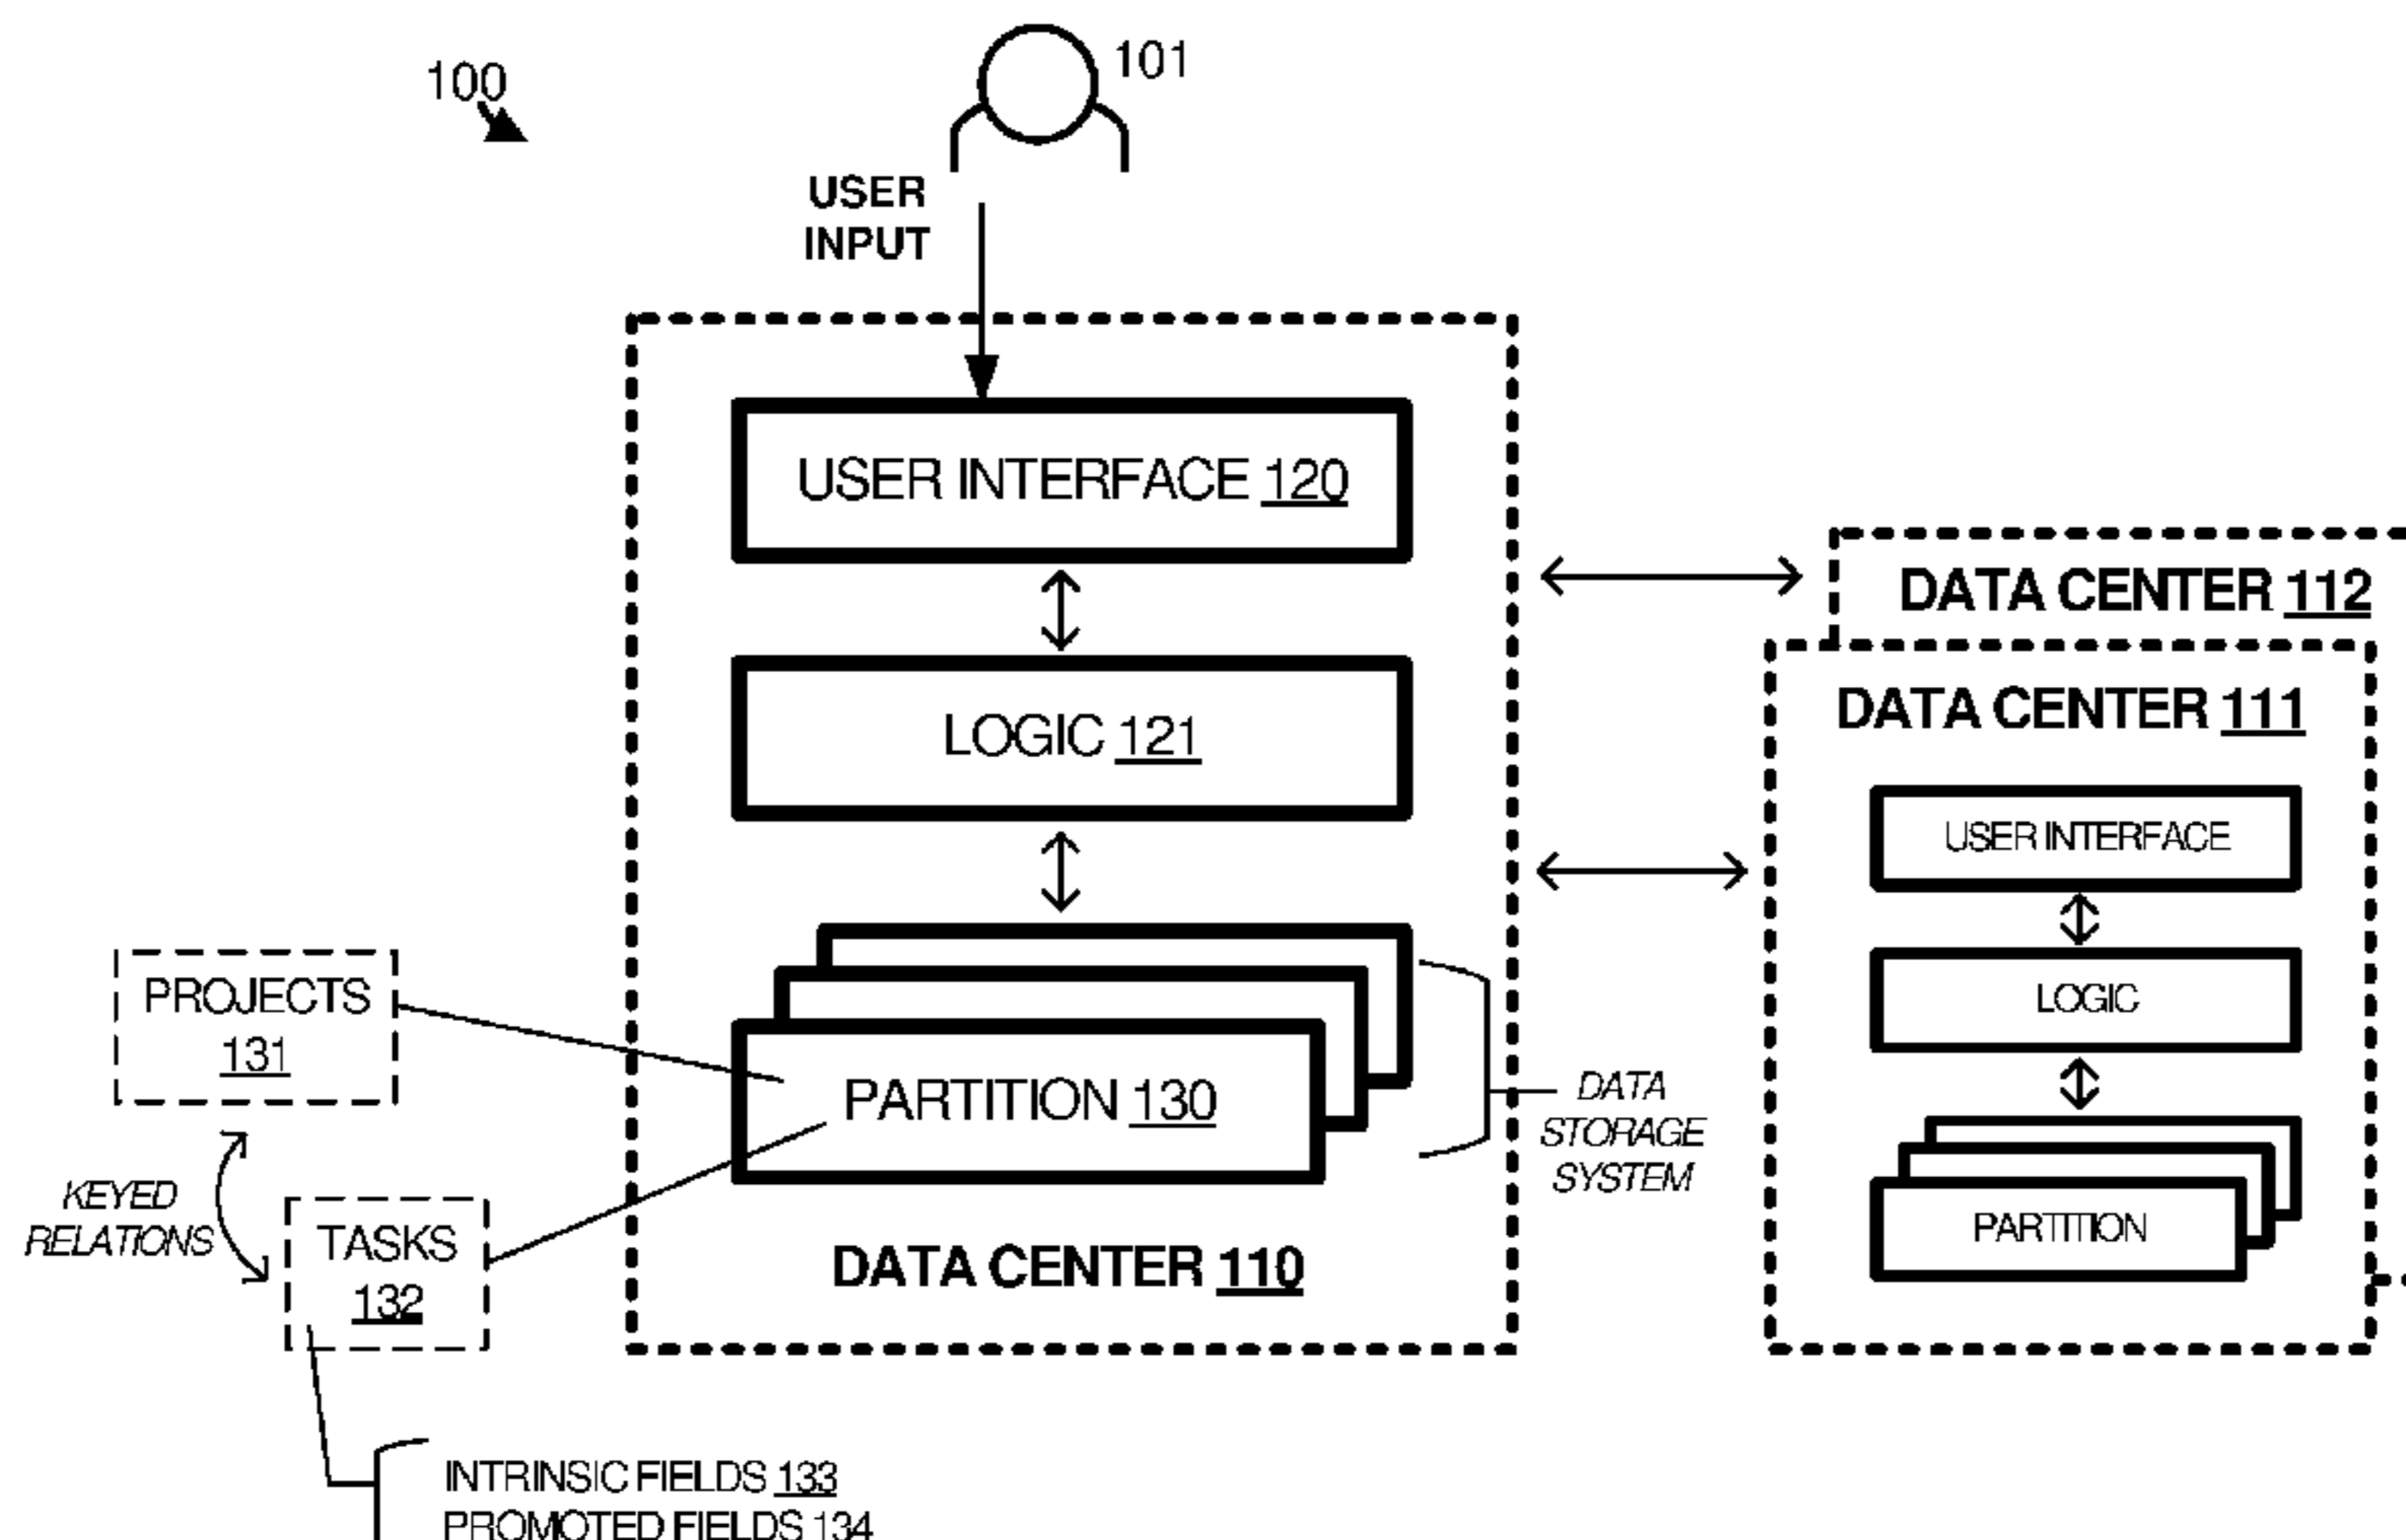 100
101
USER
INPUT
USER INTERFACE 120
DATA CENTER 112
LOGIC 121
DATA CENTER 111
USER INTERFACE
LOGIC
PROJECTS
131
PARTITION 130
DATA
STORAGE
SYSTEM
KEYED
RELATIONS
TASKS
132
PARTITION
DATA CENTER 110
INTRINSIC FIELDS 133
PROMOTED FIELDS 134